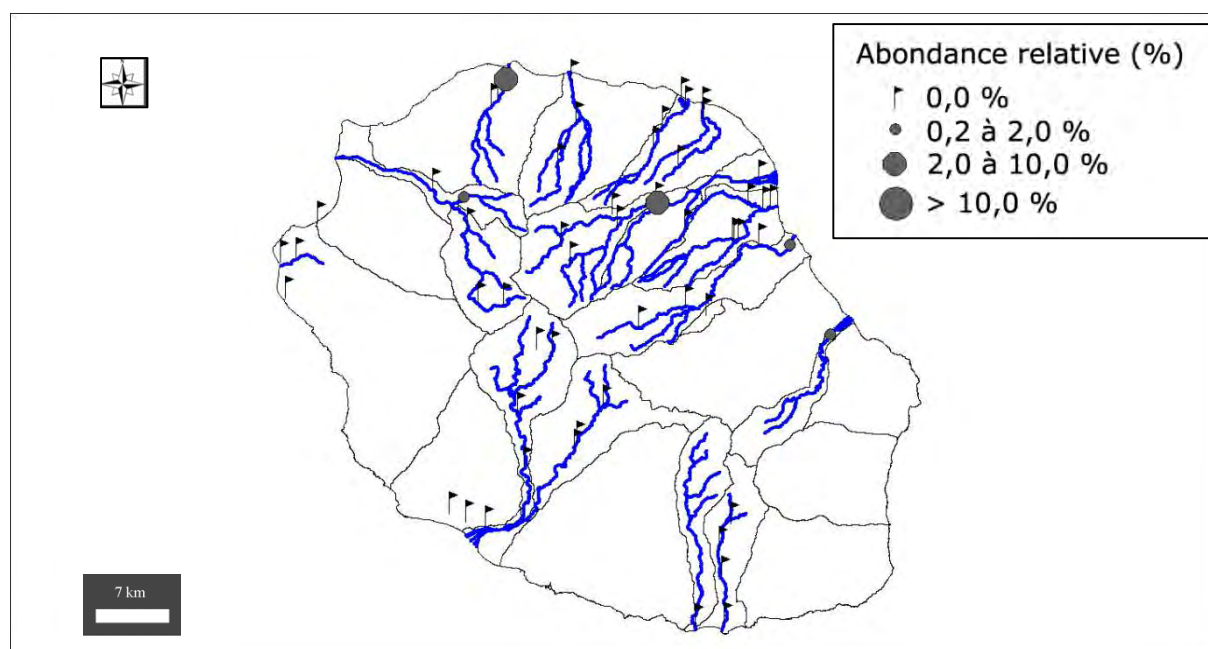 Abondance relative (%)
0,0 %
0,2 à 2,0 %
2,0 à 10,0 %
> 10,0 %
7 km